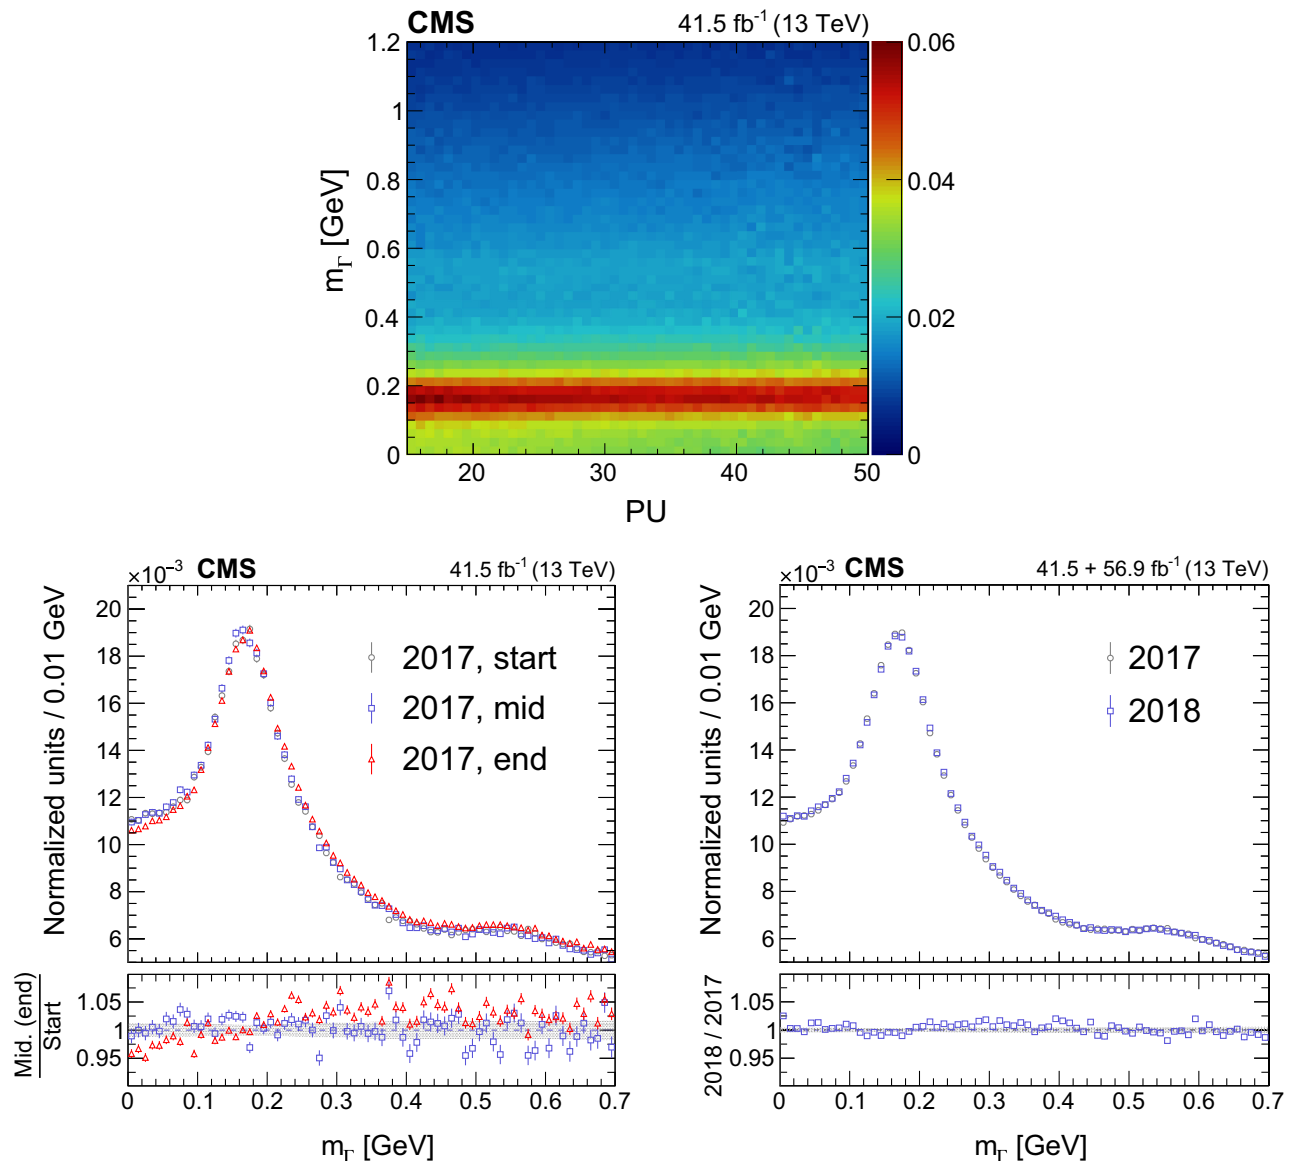 CMS 41.5 fb⁻¹ (13 TeV)
1.2
1
0.8
0.6
0.4
0.2
0
m_Γ [GeV]
0.06
0.04
0.02
0
20 30 40 50
PU
×10⁻³ CMS 41.5 fb⁻¹ (13 TeV)
20
18
16
14
12
10
8
6
Normalized units / 0.01 GeV
2017, start
2017, mid
2017, end
Mid. (end)
Start
1.05
1
0.95
0 0.1 0.2 0.3 0.4 0.5 0.6 0.7
m_Γ [GeV]
×10⁻³ CMS 41.5 + 56.9 fb⁻¹ (13 TeV)
20
18
16
14
12
10
8
6
Normalized units / 0.01 GeV
2017
2018
2018 / 2017
1.05
1
0.95
0 0.1 0.2 0.3 0.4 0.5 0.6 0.7
m_Γ [GeV]